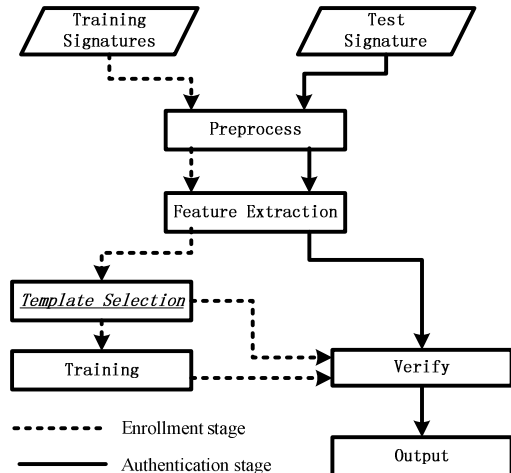 Training
Signatures
Test
Signature
Preprocess
Feature Extraction
Template Selection
Training
Verify
Enrollment stage
Output
Authentication stage